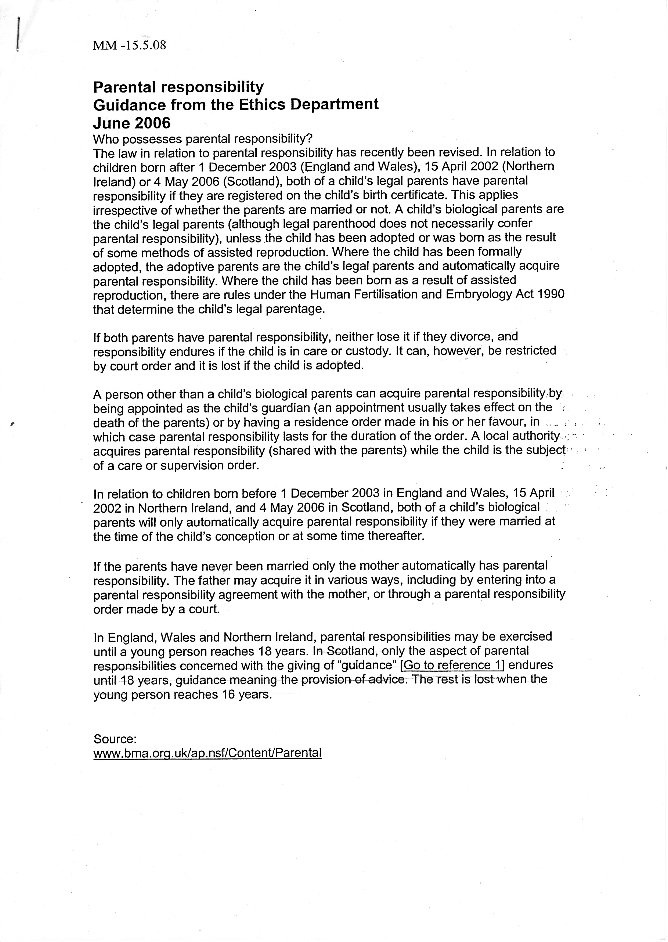 MM -15.5.08
Parental responsibility
Guidance from the Ethics Department
June 2006
Who possesses parental responsibility?
The law in relation to parental responsibility has recently been revised. In relation to
children born after 1 December 2003 (England and Wales), 15 April 2002 (Northern
Ireland) or 4 May 2006 (Scotland), both of a child's legal parents have parental
responsibility if they are registered on the child's birth certificate. This applies
irrespective of whether the parents are married or not. A child's biological parents are
the child's legal parents (although legal parenthood does not necessarily confer
parental responsibility), unless the child has been adopted or was born as the result
of some methods of assisted reproduction. Where the child has been formally
adopted, the adoptive parents are the child's legal parents and automatically acquire
parental responsibility. Where the child has been born as a result of assisted
reproduction, there are rules under the Human Fertilisation and Embryology Act 1990
that determine the child's legal parentage.
If both parents have parental responsibility, neither lose it if they divorce, and
responsibility endures if the child is in care or custody. It can, however, be restricted
by court order and it is lost if the child is adopted.
A person other than a child's biological parents can acquire parental responsibility by
being appointed as the child's guardian (an appointment usually takes effect on the
death of the parents) or by having a residence order made in his or her favour, in
which case parental responsibility lasts for the duration of the order. A local authority
acquires parental responsibility (shared with the parents) while the child is the subject
of a care or supervision order.
In relation to children born before 1 December 2003 in England and Wales, 15 April
2002 in Northern Ireland, and 4 May 2006 in Scotland, both of a child's biological
parents will only automatically acquire parental responsibility if they were married at
the time of the child's conception or at some time thereafter.
If the parents have never been married only the mother automatically has parental
responsibility. The father may acquire it in various ways, including by entering into a
parental responsibility agreement with the mother, or through a parental responsibility
order made by a court.
In England, Wales and Northern Ireland, parental responsibilities may be exercised
until a young person reaches 18 years. In Scotland, only the aspect of parental
responsibilities concerned with the giving of "guidance" [Go to reference 1] endures
until 18 years, guidance meaning the provision of advice. The rest is lost when the
young person reaches 16 years.
Source:
www.bma.org.uk/ap.nsf/Content/Parental